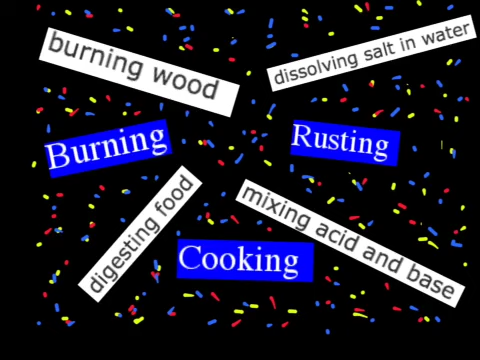 burning wood
dissolving salt in water
Burning
Rusting
digesting food
mixing acid and base
Cooking